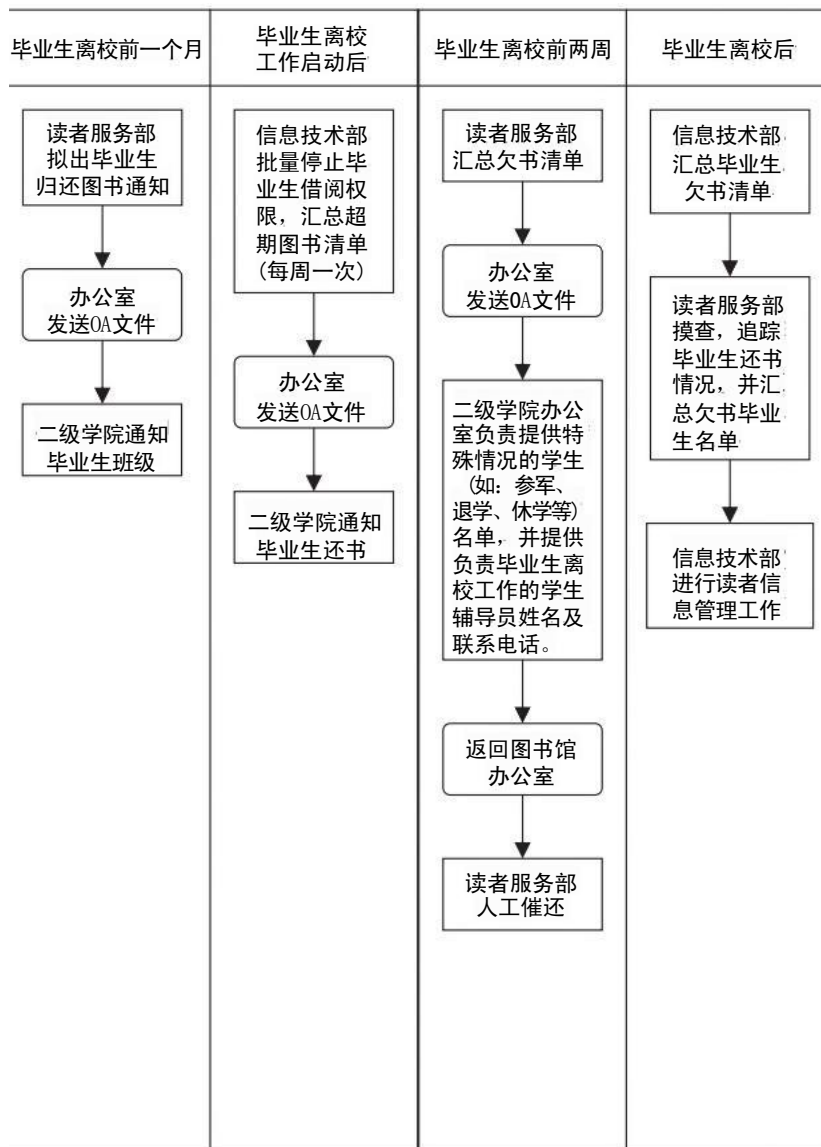 毕业生离校前一个月
毕业生离校
工作启动后
毕业生离校前两周
毕业生离校后
读者服务部
拟出毕业生
归还图书通知
办公室
发送OA文件
二级学院通知
毕业生班级
信息技术部
批量停止毕
业生借阅权
限，汇总超
期图书清单
(每周一次)
办公室
发送OA文件
二级学院通知
毕业生还书
读者服务部
汇总欠书清单
办公室
发送OA文件
二级学院办公
室负责提供特
殊情况的学生
(如：参军、
退学、休学等)
名单，并提供
负责毕业生离
校工作的学生
辅导员姓名及
联系电话。
返回图书馆
办公室
读者服务部
人工催还
信息技术部
汇总毕业生
欠书清单
读者服务部
摸查，追踪
毕业生还书
情况，并汇
总欠书毕业
生名单
信息技术部
进行读者信
息管理工作